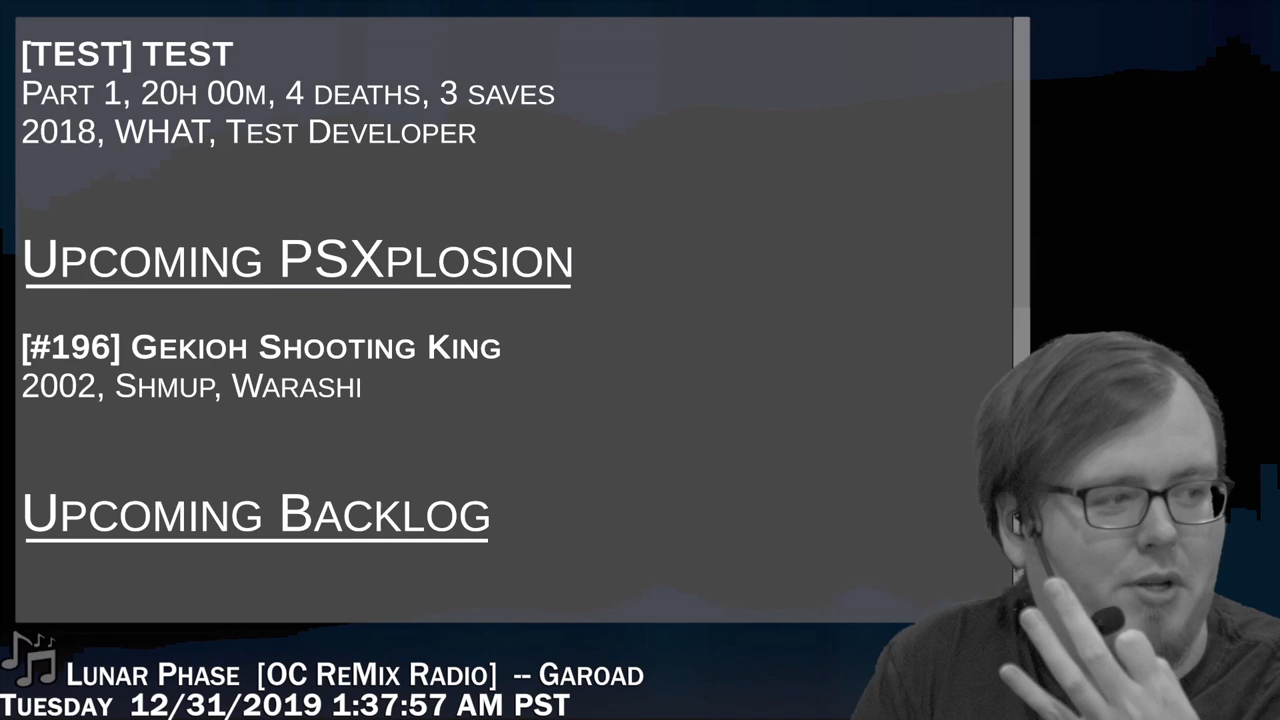 [TEST] TEST
Part 1, 20h 00m, 4 deaths, 3 saves
2018, WHAT, Test Developer
Upcoming PSXplosion
[#196] Gekioh Shooting King
2002, Shmup, Warashi
Upcoming Backlog
Lunar Phase [OC ReMix Radio] -- Garoad
Tuesday 12/31/2019 1:37:57 AM PST